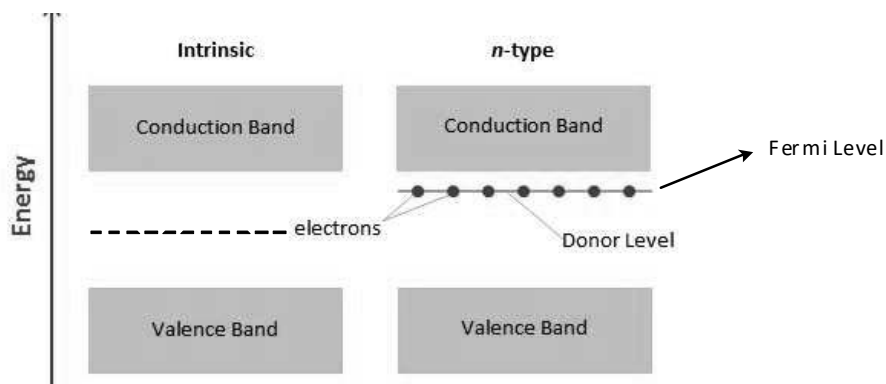 Intrinsic
n-type
Conduction Band
Conduction Band
Fermi Level
Energy
electrons
Donor Level
Valence Band
Valence Band